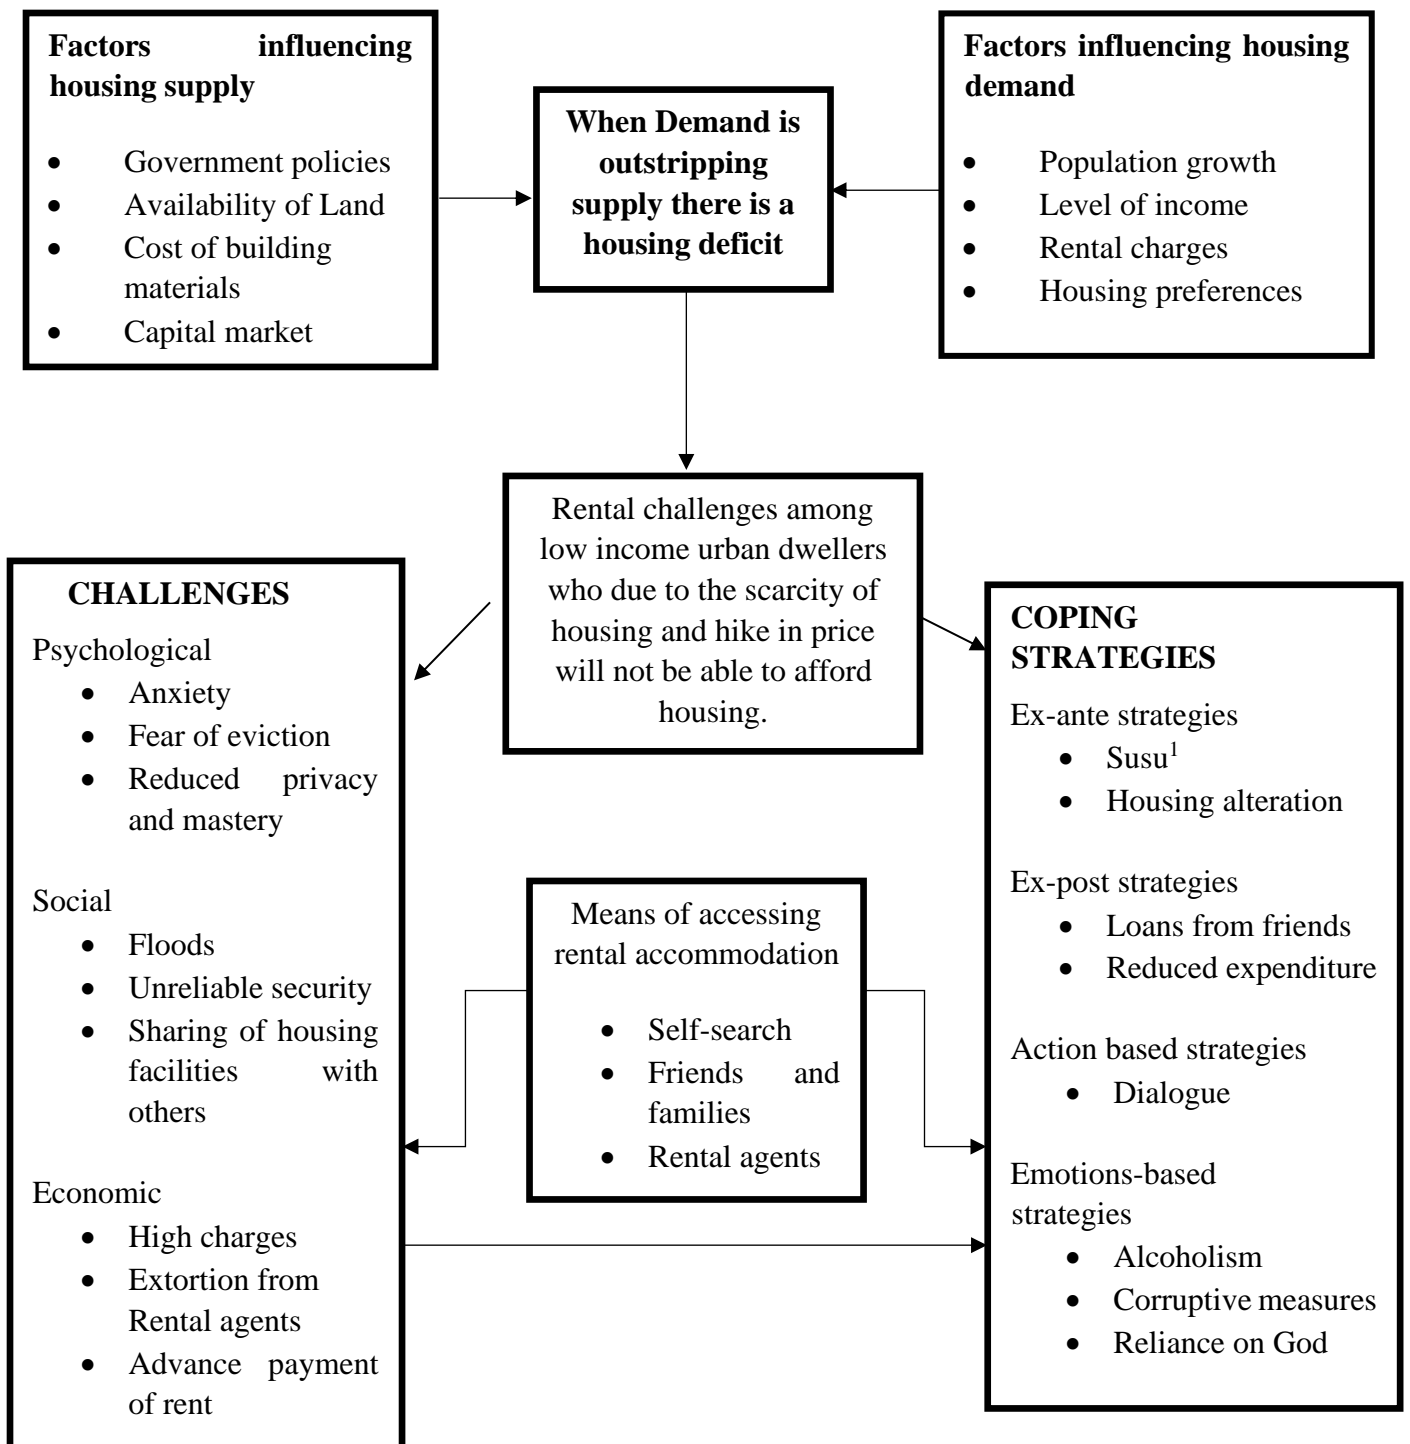 Factors influencing
housing supply
• Government policies
• Availability of Land
• Cost of building
materials
• Capital market
When Demand is
outstripping
supply there is a
housing deficit
Factors influencing housing
demand
• Population growth
• Level of income
• Rental charges
• Housing preferences
Rental challenges among
low income urban dwellers
who due to the scarcity of
housing and hike in price
will not be able to afford
housing.
CHALLENGES
Psychological
• Anxiety
• Fear of eviction
• Reduced privacy
and mastery
Social
• Floods
• Unreliable security
• Sharing of housing
facilities with
others
Economic
• High charges
• Extortion from
Rental agents
• Advance payment
of rent
Means of accessing
rental accommodation
• Self-search
• Friends and
families
• Rental agents
COPING
STRATEGIES
Ex-ante strategies
• Susu¹
• Housing alteration
Ex-post strategies
• Loans from friends
• Reduced expenditure
Action based strategies
• Dialogue
Emotions-based
strategies
• Alcoholism
• Corruptive measures
• Reliance on God